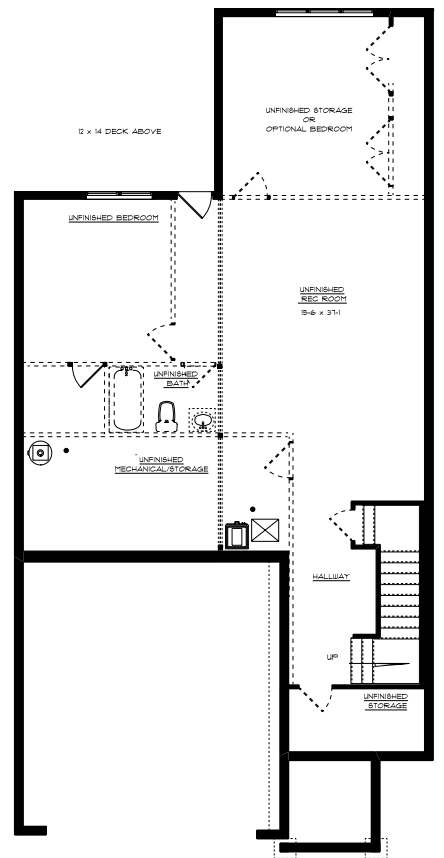 UNFINISHED STORAGE
OR
OPTIONAL BEDROOM
12 x 14 DECK ABOVE
UNFINISHED BEDROOM
UNFINISHED
REC ROOM
15-6 x 37-1
UNFINISHED
BATH
UNFINISHED
MECHANICAL/STORAGE
HALLWAY
UP
UNFINISHED
STORAGE